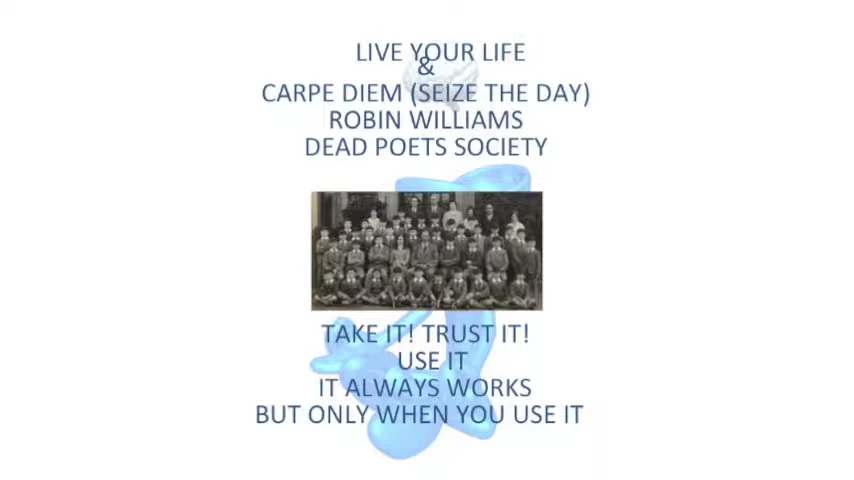 LIVE YOUR LIFE
&
CARPE DIEM (SEIZE THE DAY)
ROBIN WILLIAMS
DEAD POETS SOCIETY
TAKE IT! TRUST IT!
USE IT
IT ALWAYS WORKS
BUT ONLY WHEN YOU USE IT